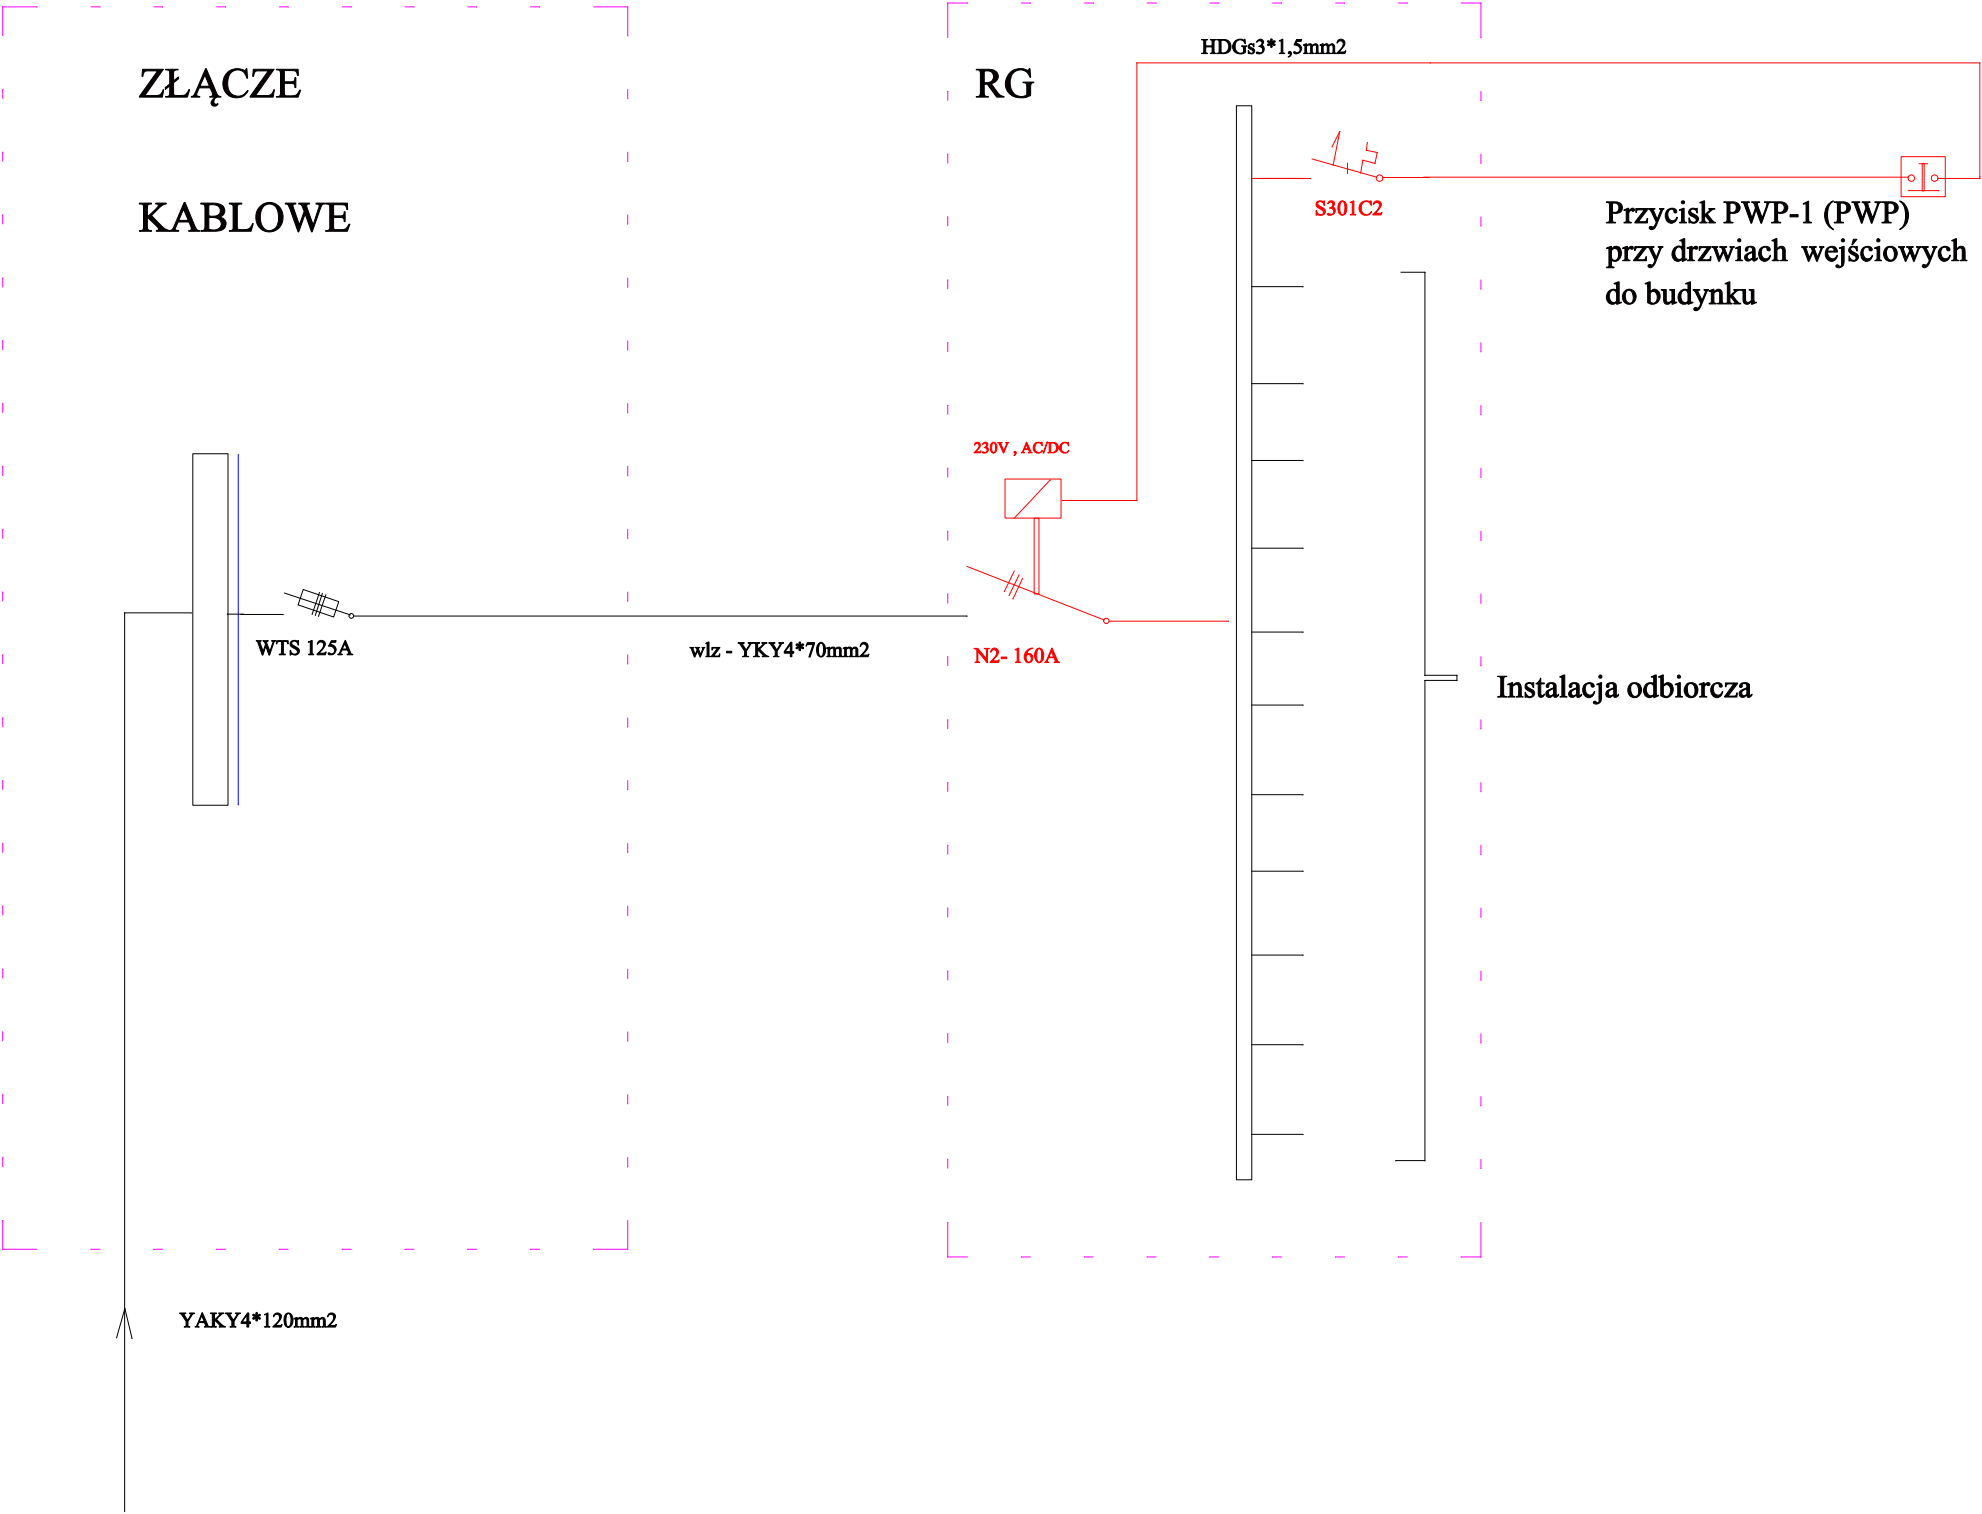 HDGs3*1,5mm2
ZŁĄCZE
KABLOWE
RG
S301C2
Przycisk PWP-1 (PWP)
przy drzwiach wejściowych
do budynku
230V , AC/DC
WTS 125A
wlz - YKY4*70mm2
N2- 160A
Instalacja odbiorcza
YAKY4*120mm2